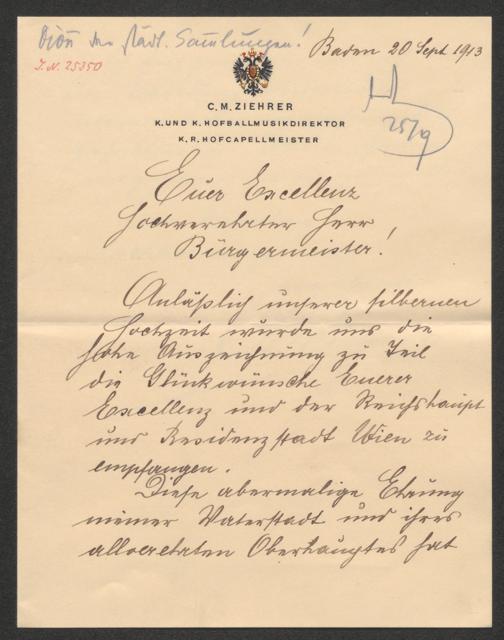 der städt. Sammlungen!
J. N. 25350
Baden 20 Sept 1913
25/9
C. M. ZIEHRER
K. UND K. HOFBALLMUSIKDIREKTOR
K. R. HOFCAPELLMEISTER
Euer Excellenz
hochverehrter Herr
Bürgermeister!
Anläßlich unserer silbernen
Hochzeit wurde uns die
hohe Auszeichnung zu Teil
die Glückwünsche Euerer
Excellenz und der Reichshaupt
und Residenzstadt Wien zu
empfangen.
Diese abermalige Ehrung
meiner Vaterstadt und ihres
allverehrten Oberhauptes hat